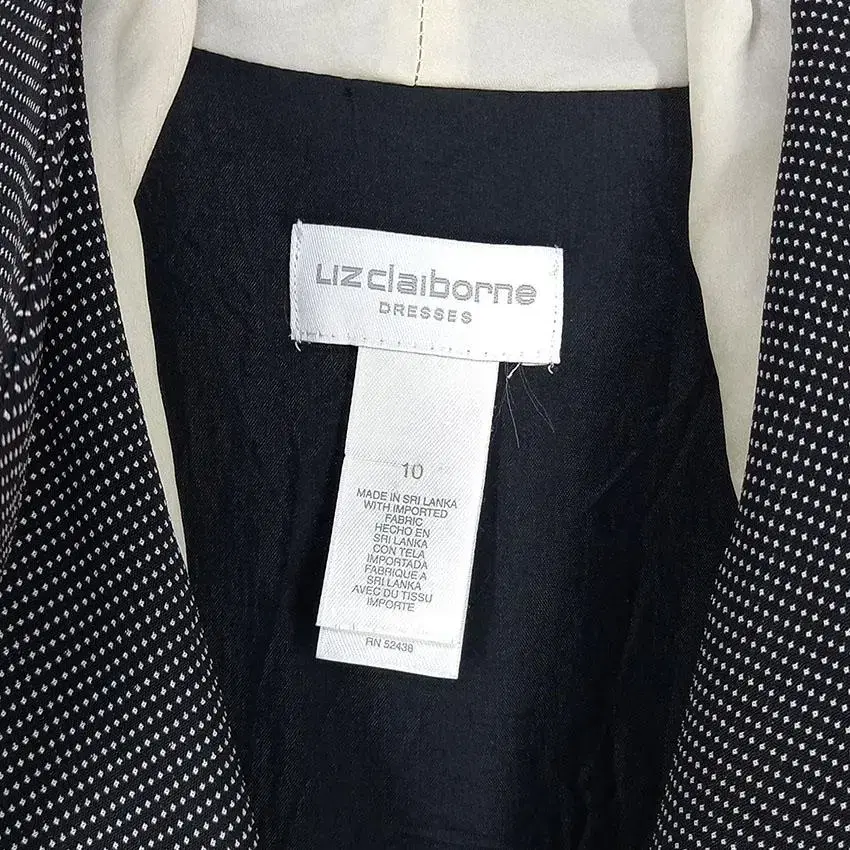 Liz claiborne
DRESSES
10
MADE IN SRI LANKA
WITH IMPORTED
FABRIC
HECHO EN
SRI LANKA
CON TELA
IMPORTADA
FABRIQUE A
SRI LANKA
AVEC DU TISSU
IMPORTE
RN 52438